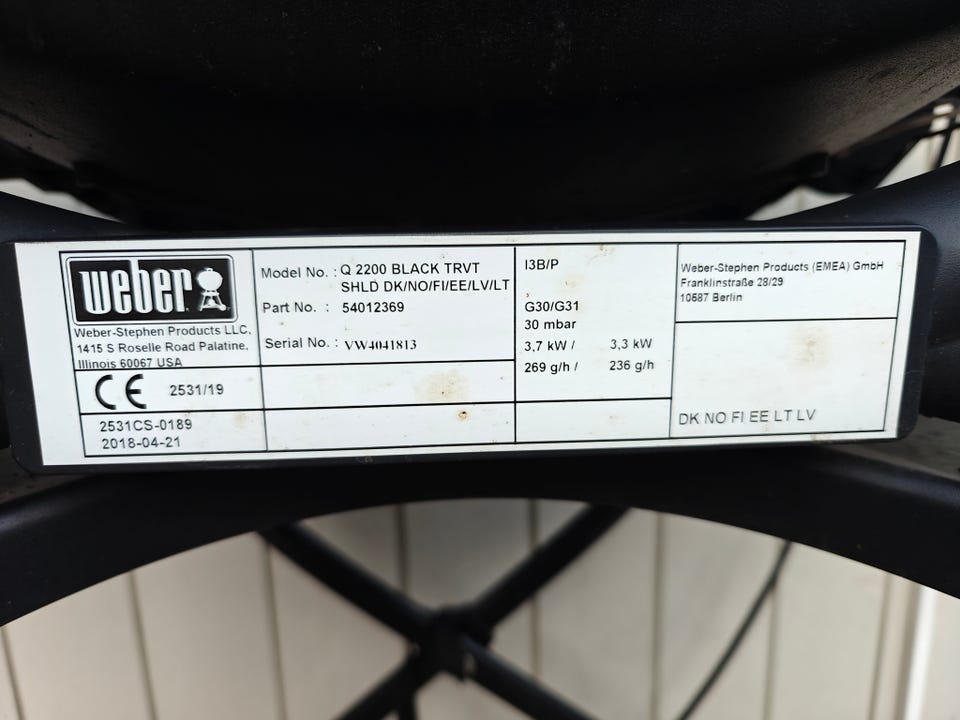 weber
Weber-Stephen Products LLC,
1415 S Roselle Road Palatine,
Illinois 60067 USA
CE 2531/19
2531CS-0189
2018-04-21
Model No. : Q 2200 BLACK TRVT
SHLD DK/NO/FI/EE/LV/LT
Part No. : 54012369
Serial No. : VW4041813
I3B/P
G30/G31
30 mbar
3,7 kW / 3,3 kW
269 g/h / 236 g/h
Weber-Stephen Products (EMEA) GmbH
Franklinstraße 28/29
10587 Berlin
DK NO FI EE LT LV